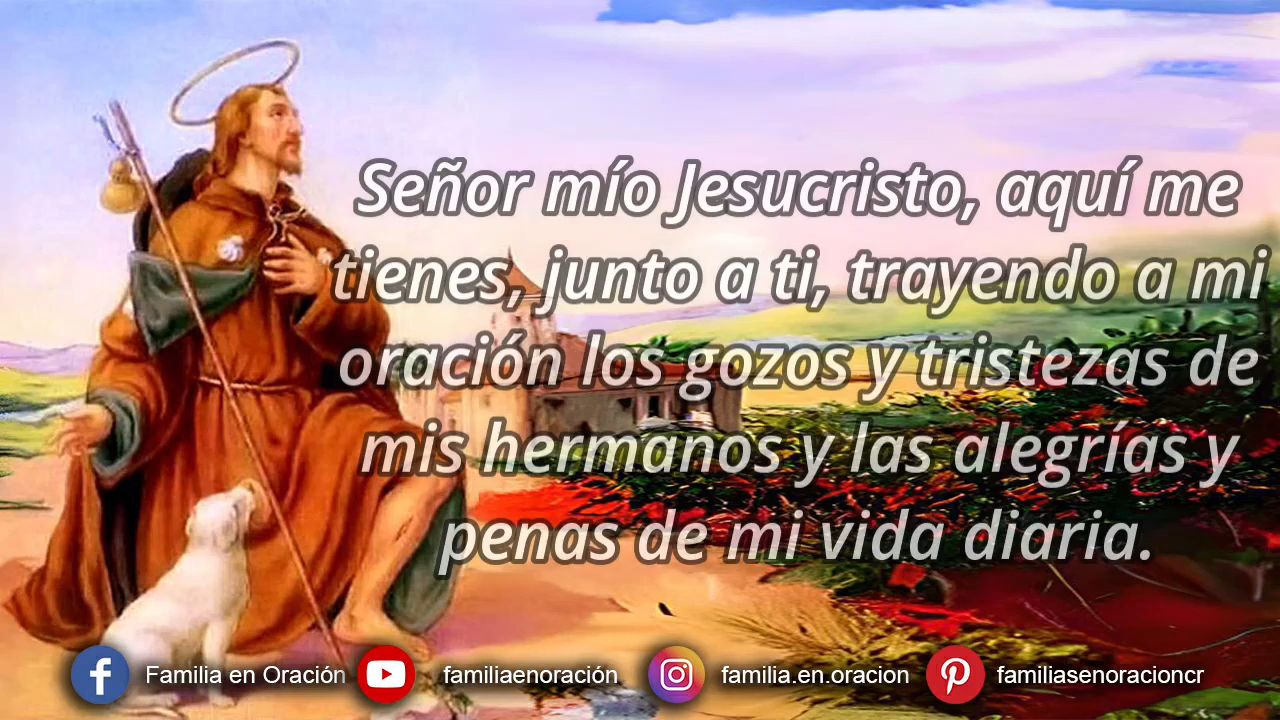 Señor mío Jesucristo, aquí me
tienes, junto a ti, trayendo a mi
oración los gozos y tristezas de
mis hermanos y las alegrías y
penas de mi vida diaria.
Familia en Oración familiaenoración familia.en.oracion familiasenoracioncr